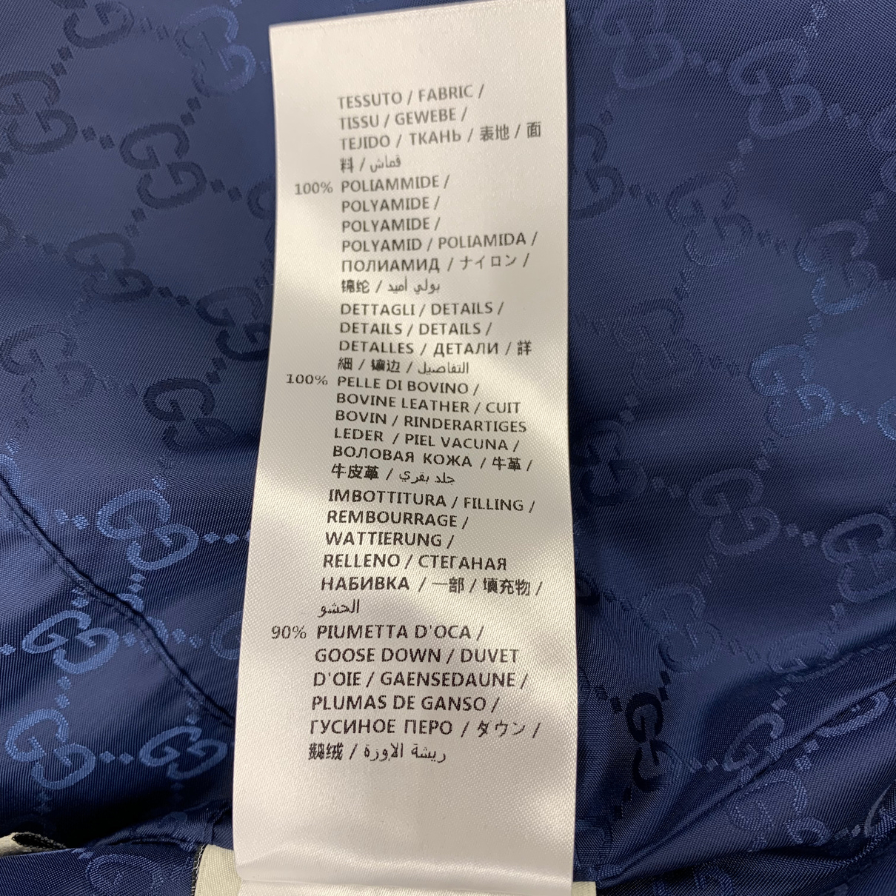 TESSUTO / FABRIC /
TISSU / GEWEBE /
TEJIDO / ТКАНЬ / 表地 / 面
料 / قماش
100% POLIAMMIDE /
POLYAMIDE /
POLYAMIDE /
POLYAMID / POLIAMIDA /
ПОЛИАМИД / ナイロン /
锦纶 / بولي أميد
DETTAGLI / DETAILS /
DETAILS / DETAILS /
DETALLES / ДЕТАЛИ / 詳
細 / 镶边 / التفاصيل
100% PELLE DI BOVINO /
BOVINE LEATHER / CUIT
BOVIN / RINDERARTIGES
LEDER / PIEL VACUNA /
ВОЛОВАЯ КОЖА / 牛革 /
牛皮革 / جلد بقري
IMBOTTITURA / FILLING /
REMBOURRAGE /
WATTIERUNG /
RELLENO / СТЕГАНАЯ
НАБИВКА / 一部 / 填充物 /
الحشو
90% PIUMETTA D'OCA /
GOOSE DOWN / DUVET
D'OIE / GAENSEDAUNE /
PLUMAS DE GANSO /
ГУСИНОЕ ПЕРО / ダウン /
鹅绒 / ريشة الاوزة